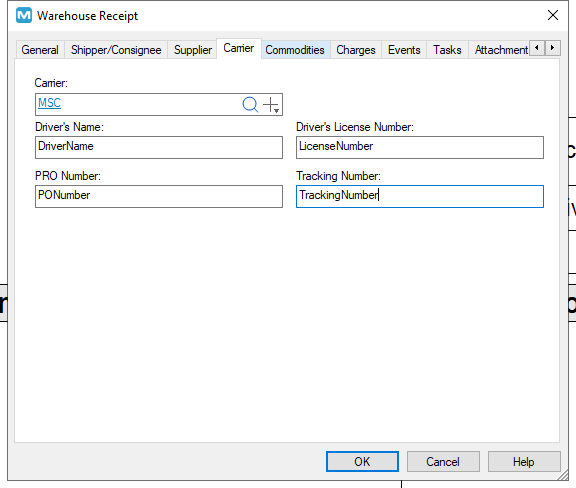 Warehouse Receipt
General Shipper/Consignee Supplier Carrier Commodities Charges Events Tasks Attachment
Carrier:
MSC
Driver's Name: Driver's License Number:
DriverName LicenseNumber
PRO Number: Tracking Number:
PONumber TrackingNumber
OK Cancel Help